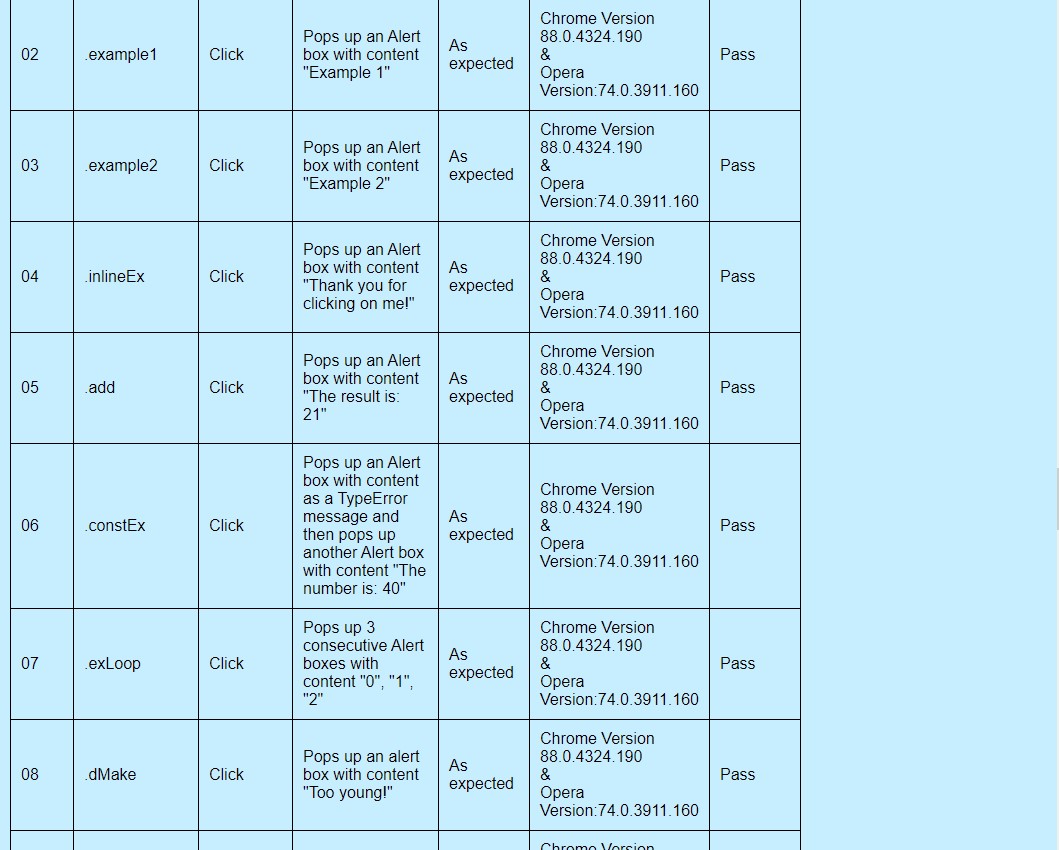 02
.example1
Click
Pops up an Alert
box with content
"Example 1"
As
expected
Chrome Version
88.0.4324.190
&
Opera
Version:74.0.3911.160
Pass
03
.example2
Click
Pops up an Alert
box with content
"Example 2"
As
expected
Chrome Version
88.0.4324.190
&
Opera
Version:74.0.3911.160
Pass
04
.inlineEx
Click
Pops up an Alert
box with content
"Thank you for
clicking on me!"
As
expected
Chrome Version
88.0.4324.190
&
Opera
Version:74.0.3911.160
Pass
05
.add
Click
Pops up an Alert
box with content
"The result is:
21"
As
expected
Chrome Version
88.0.4324.190
&
Opera
Version:74.0.3911.160
Pass
06
.constEx
Click
Pops up an Alert
box with content
as a TypeError
message and
then pops up
another Alert box
with content "The
number is: 40"
As
expected
Chrome Version
88.0.4324.190
&
Opera
Version:74.0.3911.160
Pass
07
.exLoop
Click
Pops up 3
consecutive Alert
boxes with
content "0", "1",
"2"
As
expected
Chrome Version
88.0.4324.190
&
Opera
Version:74.0.3911.160
Pass
08
.dMake
Click
Pops up an alert
box with content
"Too young!"
As
expected
Chrome Version
88.0.4324.190
&
Opera
Version:74.0.3911.160
Pass
Chrome Version